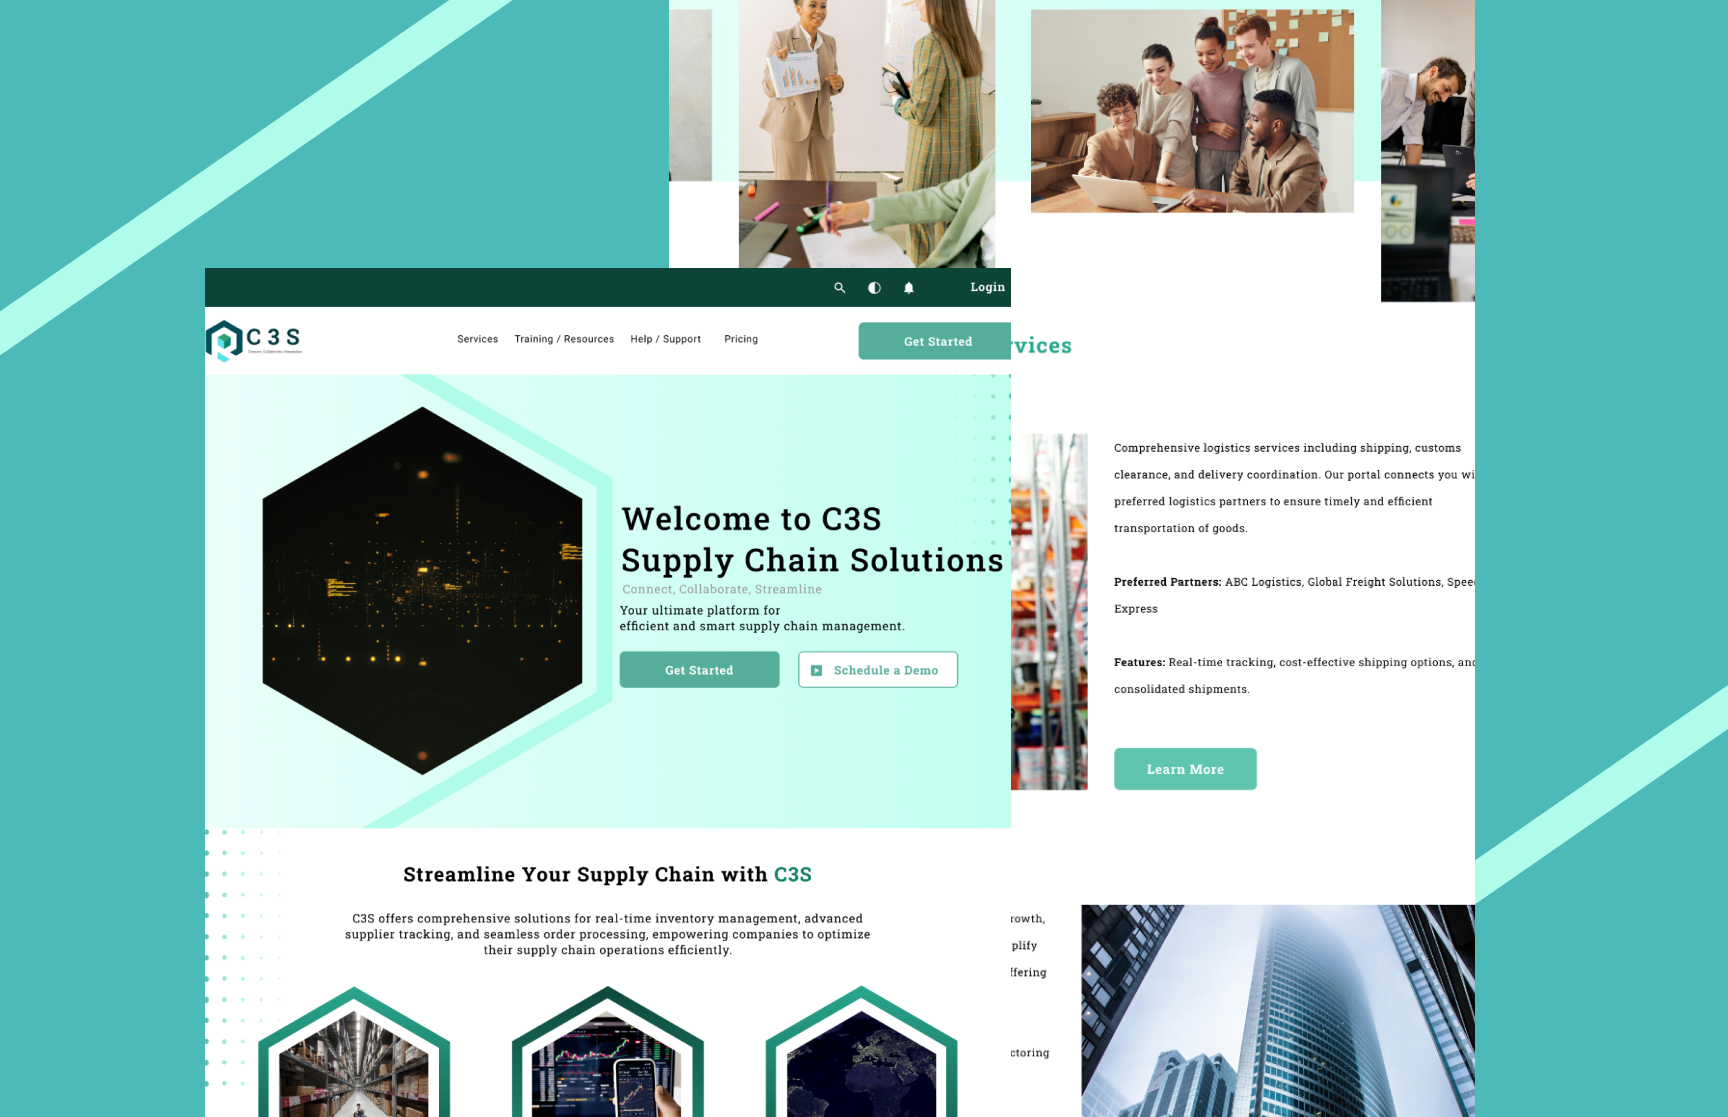 Login
C3S
Connect. Collaborate. Streamline
Services Training / Resources Help / Support Pricing
Get Started
Welcome to C3S
Supply Chain Solutions
Connect, Collaborate, Streamline
Your ultimate platform for
efficient and smart supply chain management.
Get Started
Schedule a Demo
Streamline Your Supply Chain with C3S
C3S offers comprehensive solutions for real-time inventory management, advanced
supplier tracking, and seamless order processing, empowering companies to optimize
their supply chain operations efficiently.
rvices
Comprehensive logistics services including shipping, customs
clearance, and delivery coordination. Our portal connects you wi
preferred logistics partners to ensure timely and efficient
transportation of goods.
Preferred Partners: ABC Logistics, Global Freight Solutions, Spee
Express
Features: Real-time tracking, cost-effective shipping options, and
consolidated shipments.
Learn More
rowth,
plify
ffering
ctoring